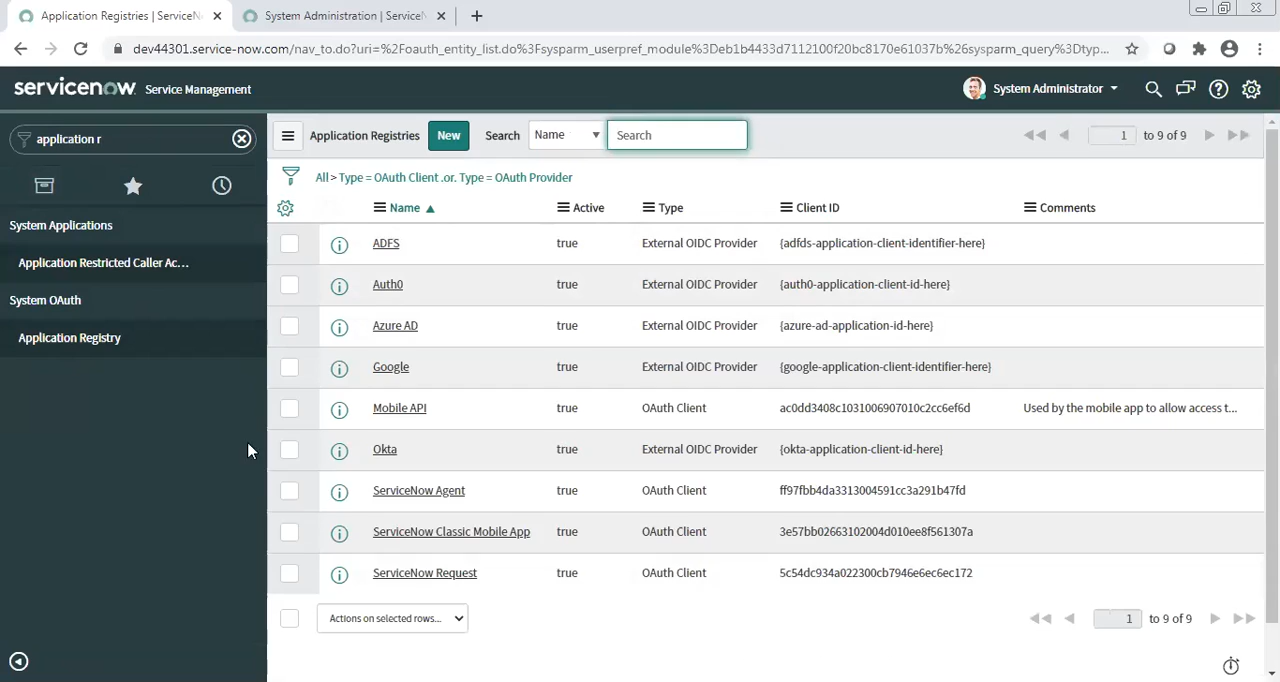 Application Registries | ServiceN
System Administration | ServiceN
dev44301.service-now.com/nav_to.do?uri=%2Foauth_entity_list.do%3Fsysparm_userpref_module%3Deb1b4433d7112100f20bc8170e61037b%26sysparm_query%3Dtyp...
servicenow. Service Management
System Administrator
application r
Application Registries New Search Name Search
1 to 9 of 9
All > Type = OAuth Client .or. Type = OAuth Provider
Name Active Type Client ID Comments
System Applications
Application Restricted Caller Ac...
System OAuth
Application Registry
ADFS true External OIDC Provider {adfds-application-client-identifier-here}
Auth0 true External OIDC Provider {auth0-application-client-id-here}
Azure AD true External OIDC Provider {azure-ad-application-id-here}
Google true External OIDC Provider {google-application-client-identifier-here}
Mobile API true OAuth Client ac0dd3408c1031006907010c2cc6ef6d Used by the mobile app to allow access t...
Okta true External OIDC Provider {okta-application-client-id-here}
ServiceNow Agent true OAuth Client ff97fbb4da3313004591cc3a291b47fd
ServiceNow Classic Mobile App true OAuth Client 3e57bb02663102004d010ee8f561307a
ServiceNow Request true OAuth Client 5c54dc934a022300cb7946e6ec6ec172
Actions on selected rows...
1 to 9 of 9